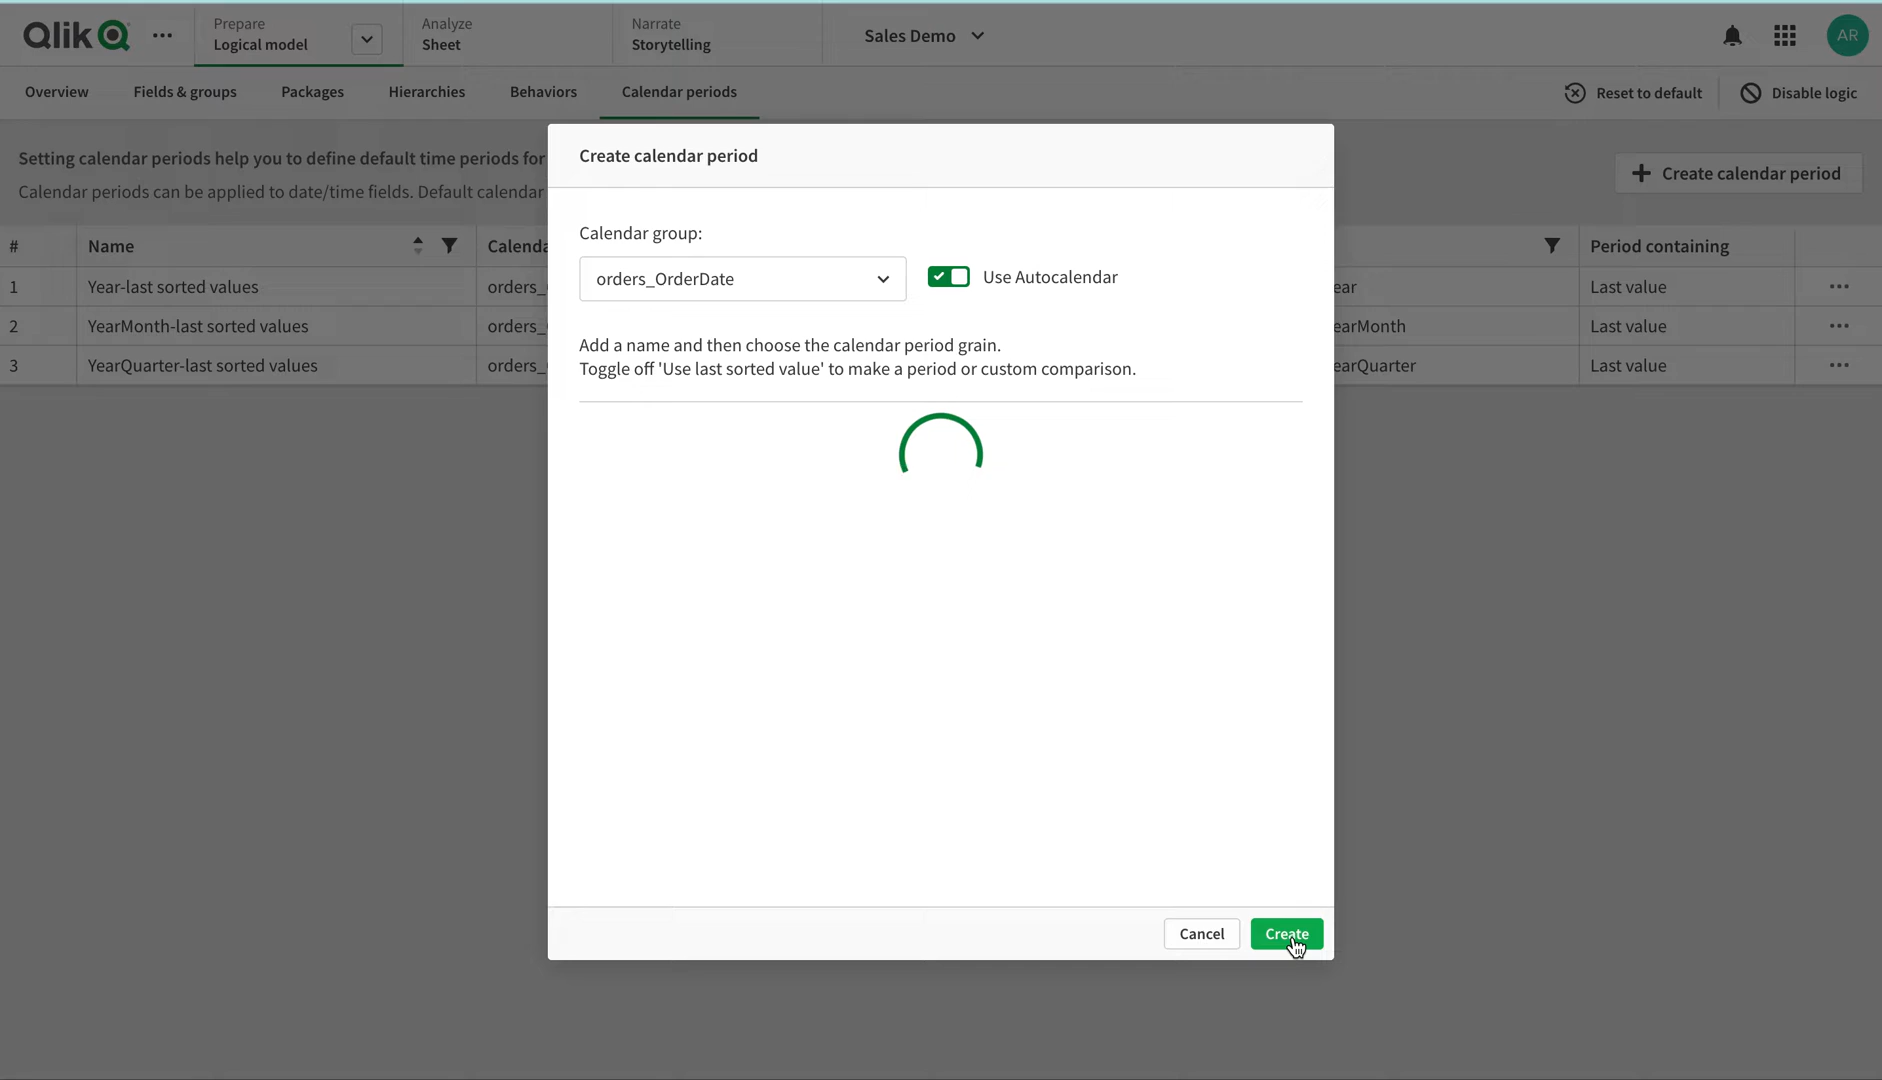 Qlik
Prepare
Logical model
Analyze
Sheet
Narrate
Storytelling
Sales Demo
AR
Overview
Fields & groups
Packages
Hierarchies
Behaviors
Calendar periods
Reset to default
Disable logic
Setting calendar periods help you to define default time periods for
Calendar periods can be applied to date/time fields. Default calendar
Create calendar period
# Name Calenda Period containing
1 Year-last sorted values orders_ ear Last value
2 YearMonth-last sorted values orders_ earMonth Last value
3 YearQuarter-last sorted values orders_ earQuarter Last value
Create calendar period
Calendar group:
orders_OrderDate
Use Autocalendar
Add a name and then choose the calendar period grain.
Toggle off 'Use last sorted value' to make a period or custom comparison.
Cancel
Create